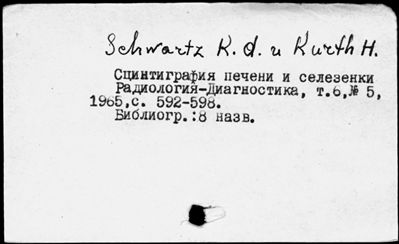 Schwartz K. d. и Kurth H.
Сцинтиграфия печени и селезенки
Радиология-Диагностика, т.6,№ 5,
1965,с. 592-598.
Библиогр.:8 назв.